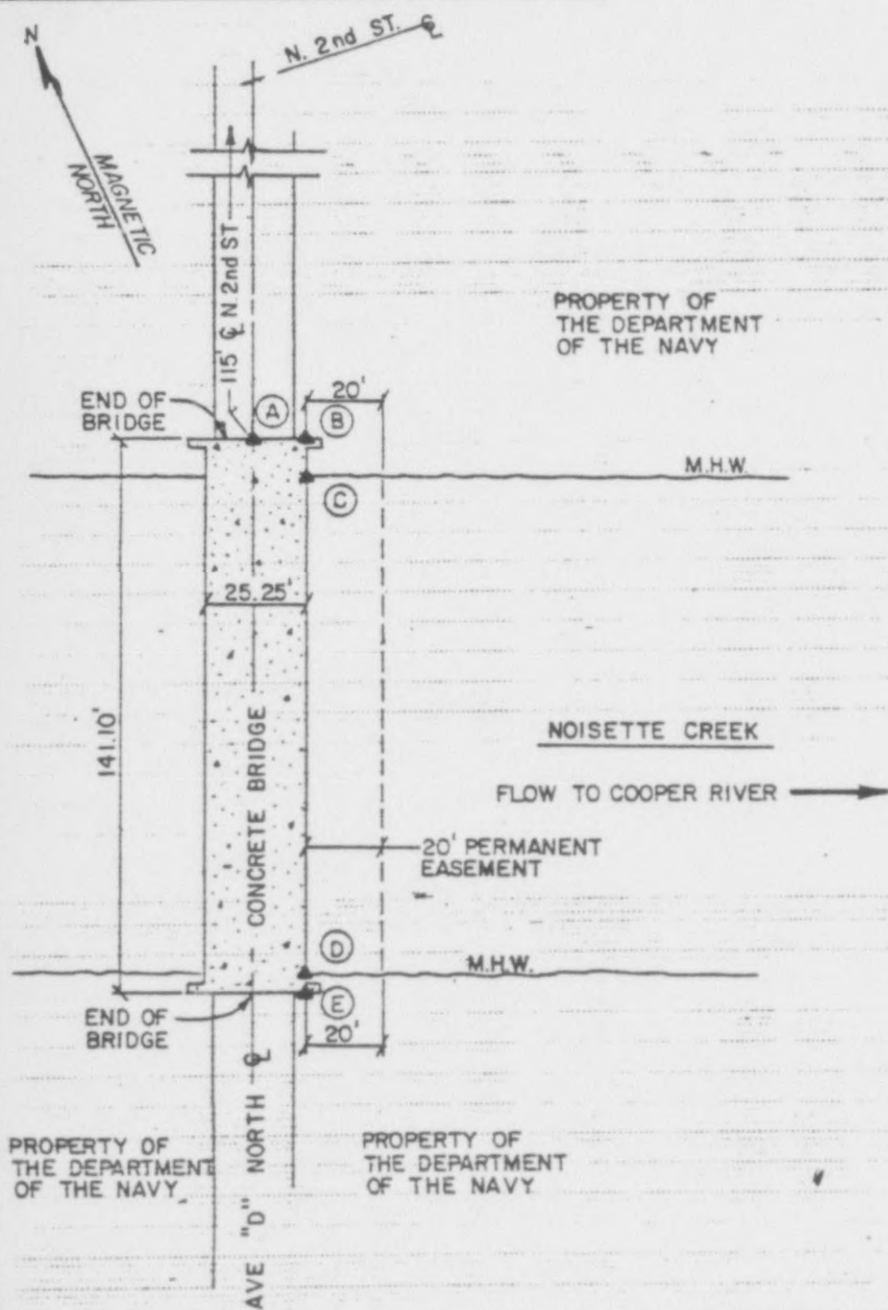 N
N. 2nd ST. ℄
MAGNETIC
NORTH
115' ℄ N. 2nd ST
PROPERTY OF
THE DEPARTMENT
OF THE NAVY
20'
END OF
BRIDGE
A
B
M.H.W.
C
25.25'
141.10'
CONCRETE BRIDGE
NOISETTE CREEK
FLOW TO COOPER RIVER
20' PERMANENT
EASEMENT
D
M.H.W.
E
END OF
BRIDGE
20'
AVE "D" NORTH ℄
PROPERTY OF
THE DEPARTMENT
OF THE NAVY
PROPERTY OF
THE DEPARTMENT
OF THE NAVY